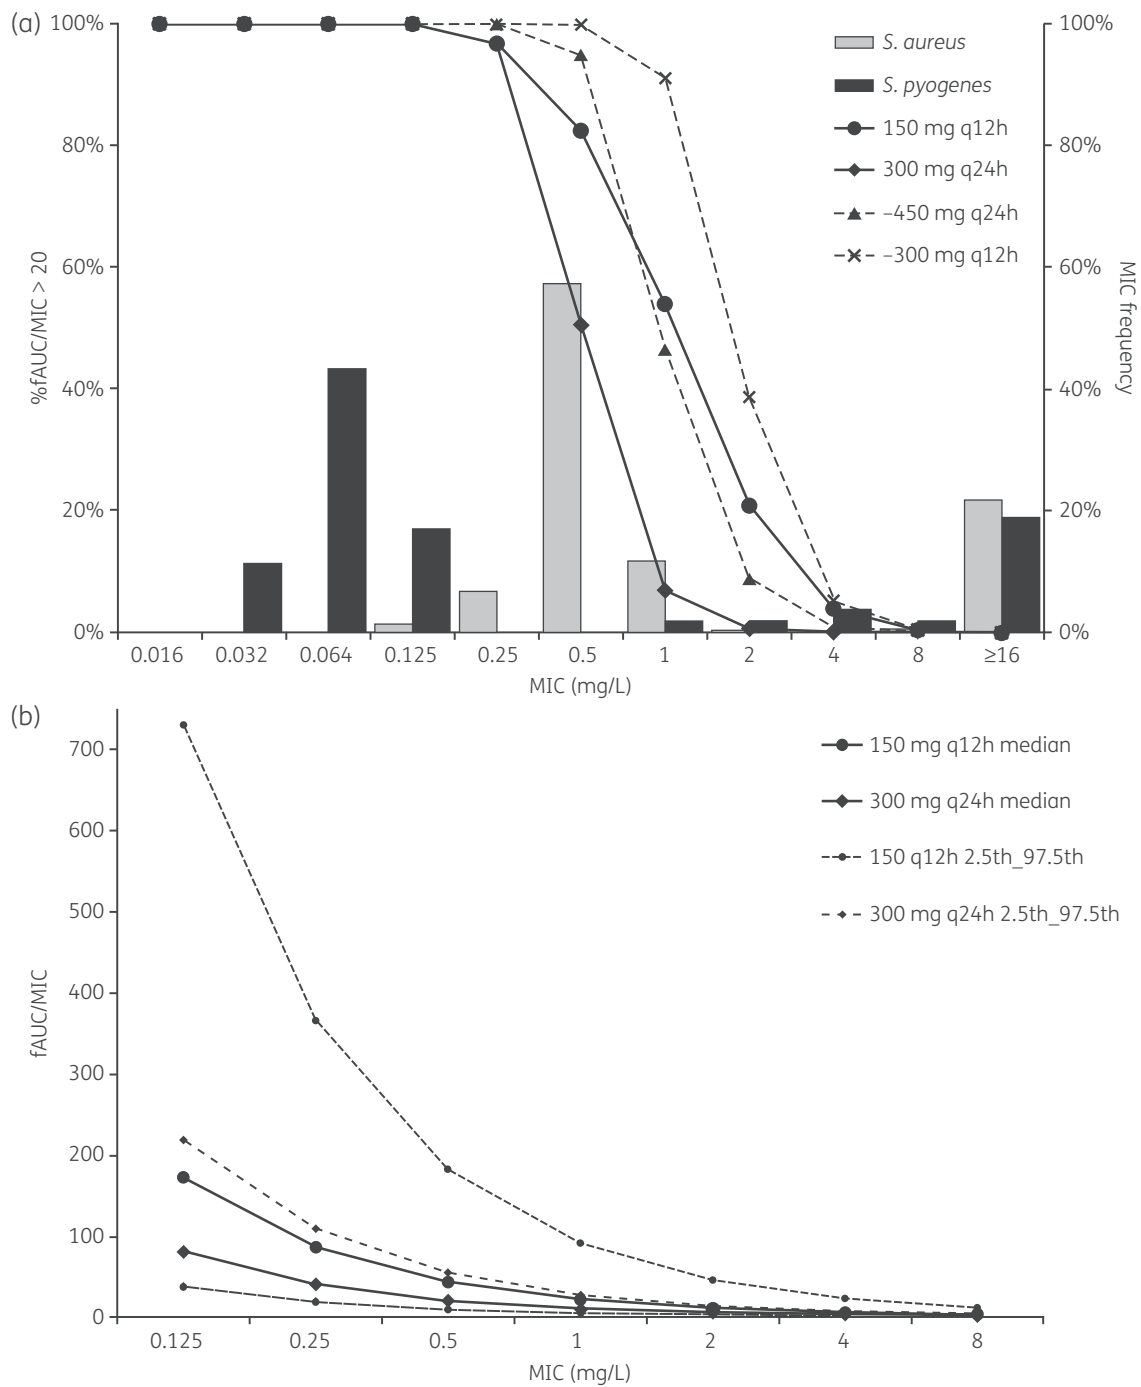 (a)
100%
80%
60%
40%
20%
0%
%fAUC/MIC > 20
100%
80%
60%
40%
20%
0%
MIC frequency
S. aureus
S. pyogenes
150 mg q12h
300 mg q24h
–450 mg q24h
–300 mg q12h
0.016 0.032 0.064 0.125 0.25 0.5 1 2 4 8 ≥16
MIC (mg/L)
(b)
700
600
500
400
300
200
100
0
fAUC/MIC
150 mg q12h median
300 mg q24h median
150 q12h 2.5th_97.5th
300 mg q24h 2.5th_97.5th
0.125 0.25 0.5 1 2 4 8
MIC (mg/L)